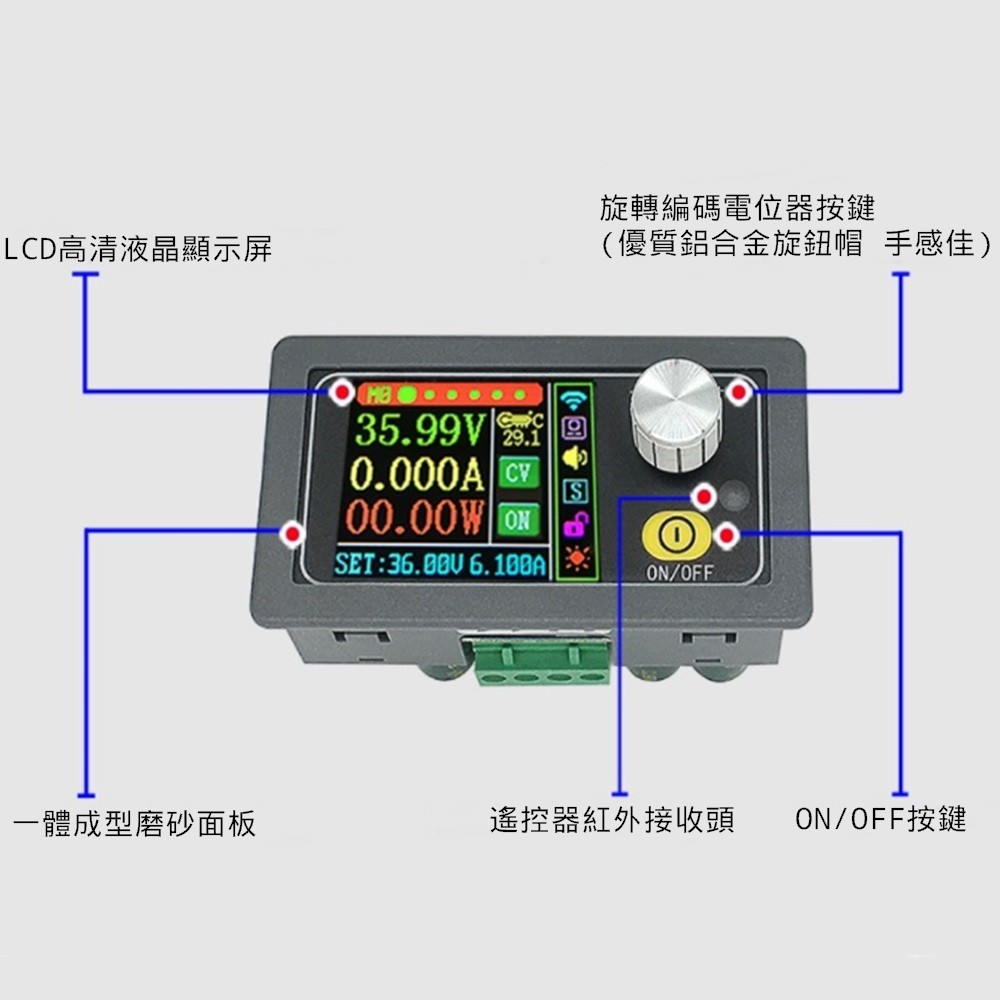 旋轉編碼電位器按鍵
LCD高清液晶顯示屏
(優質鋁合金旋鈕帽 手感佳)
M0
35.99V
C
29.1
0.000A
CV
00.00W
ON
S
SET:36.00V 6.100A
ON/OFF
一體成型磨砂面板
遙控器紅外接收頭
ON/OFF按鍵